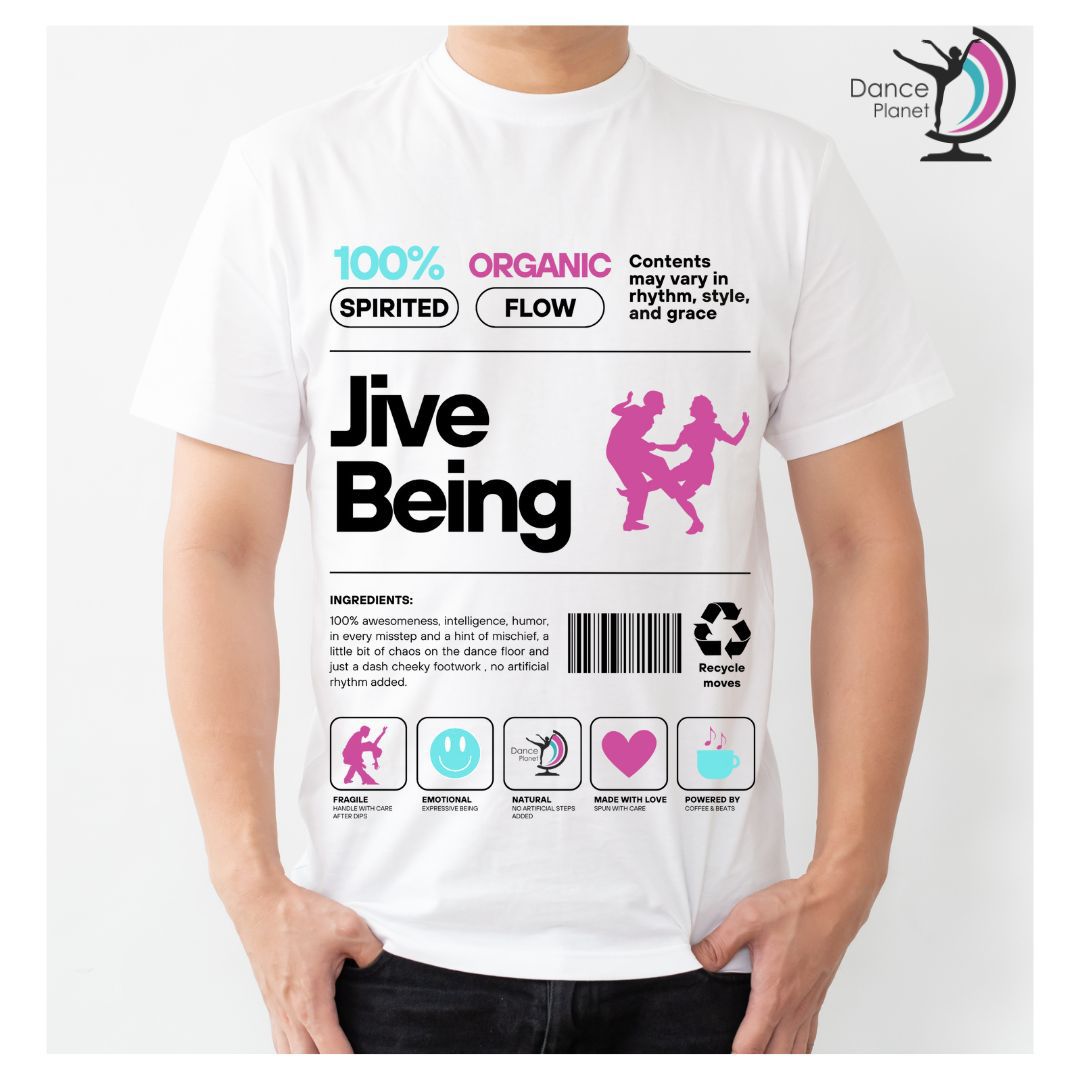 Dance
Planet
100% ORGANIC
SPIRITED FLOW
Contents
may vary in
rhythm, style,
and grace
Jive
Being
INGREDIENTS:
100% awesomeness, intelligence, humor,
in every misstep and a hint of mischief, a
little bit of chaos on the dance floor and
just a dash cheeky footwork , no artificial
rhythm added.
Recycle
moves
Dance
Planet
FRAGILE
HANDLE WITH CARE
AFTER DIPS
EMOTIONAL
EXPRESSIVE BEING
NATURAL
NO ARTIFICIAL STEPS
ADDED
MADE WITH LOVE
SPUN WITH CARE
POWERED BY
COFFEE & BEATS